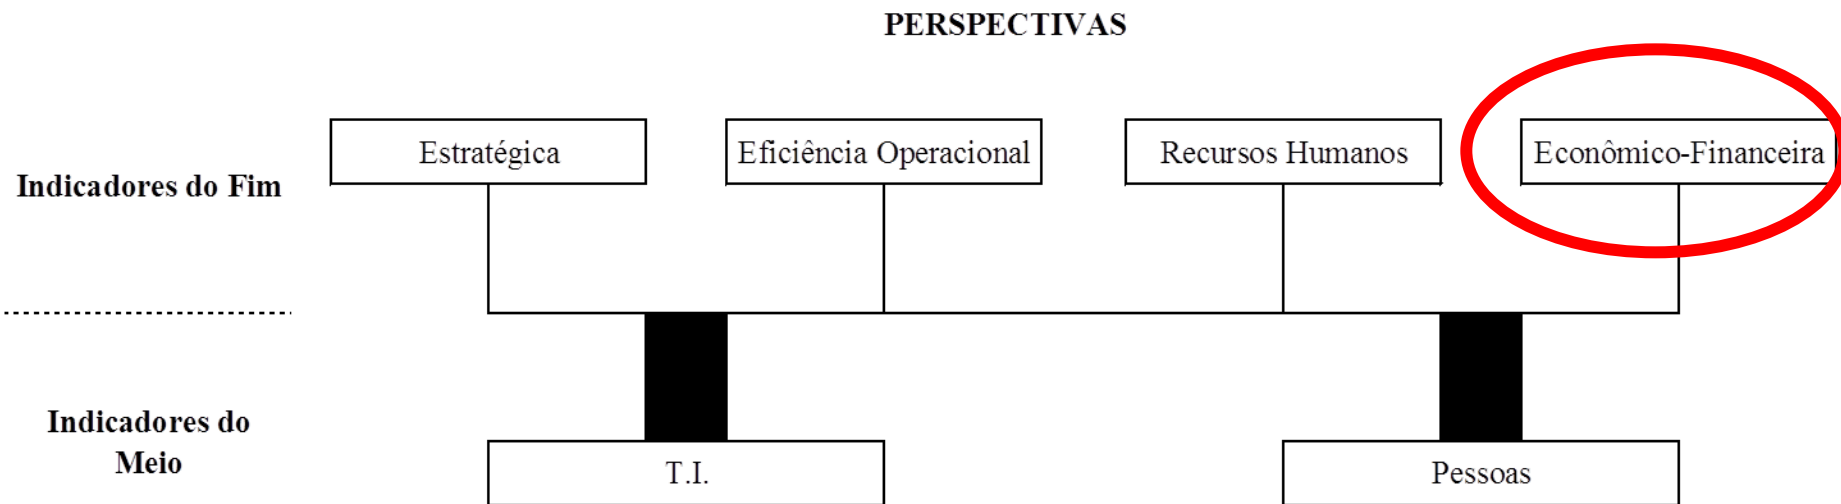 PERSPECTIVAS
Estratégica
Eficiência Operacional
Recursos Humanos
Econômico-Financeira
Indicadores do Fim
Indicadores do
Meio
T.I.
Pessoas